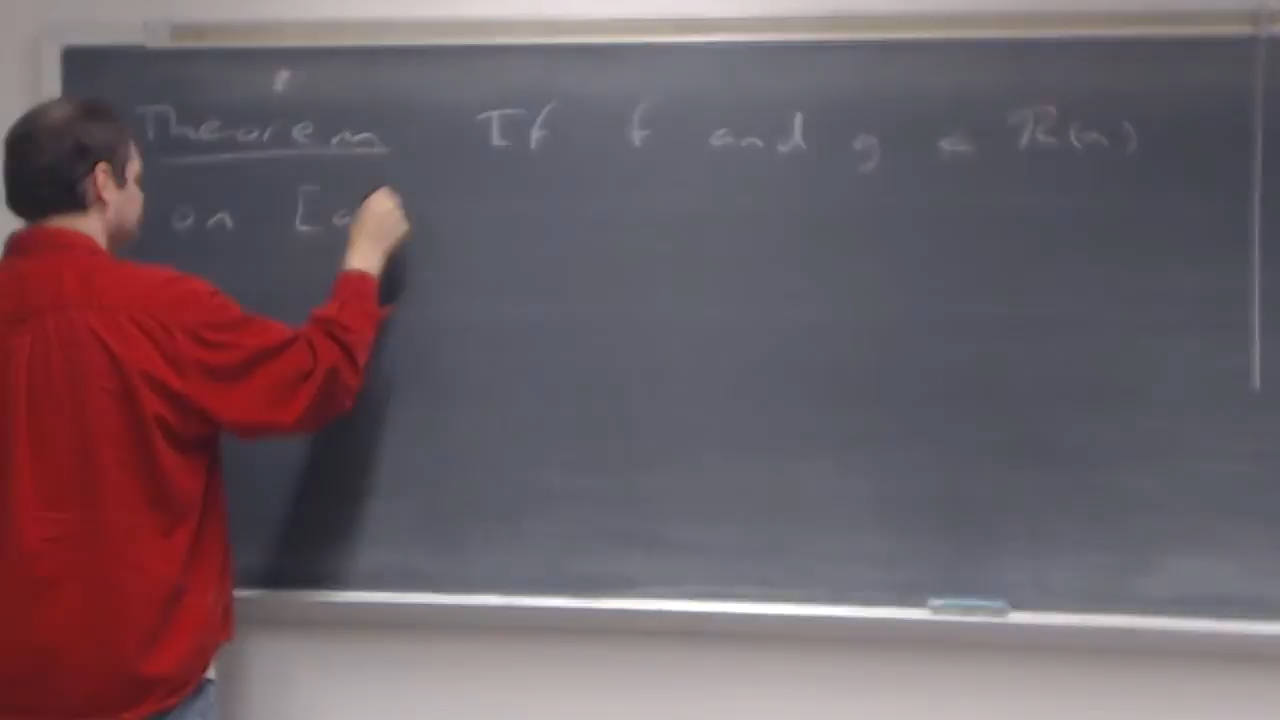 Theorem If f and g ∈ R(α)
on [a